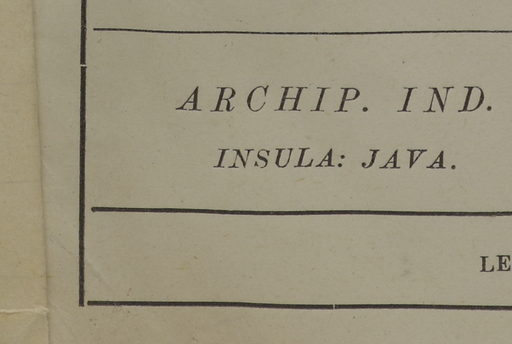 ARCHIP. IND.
INSULA: JAVA.
LE